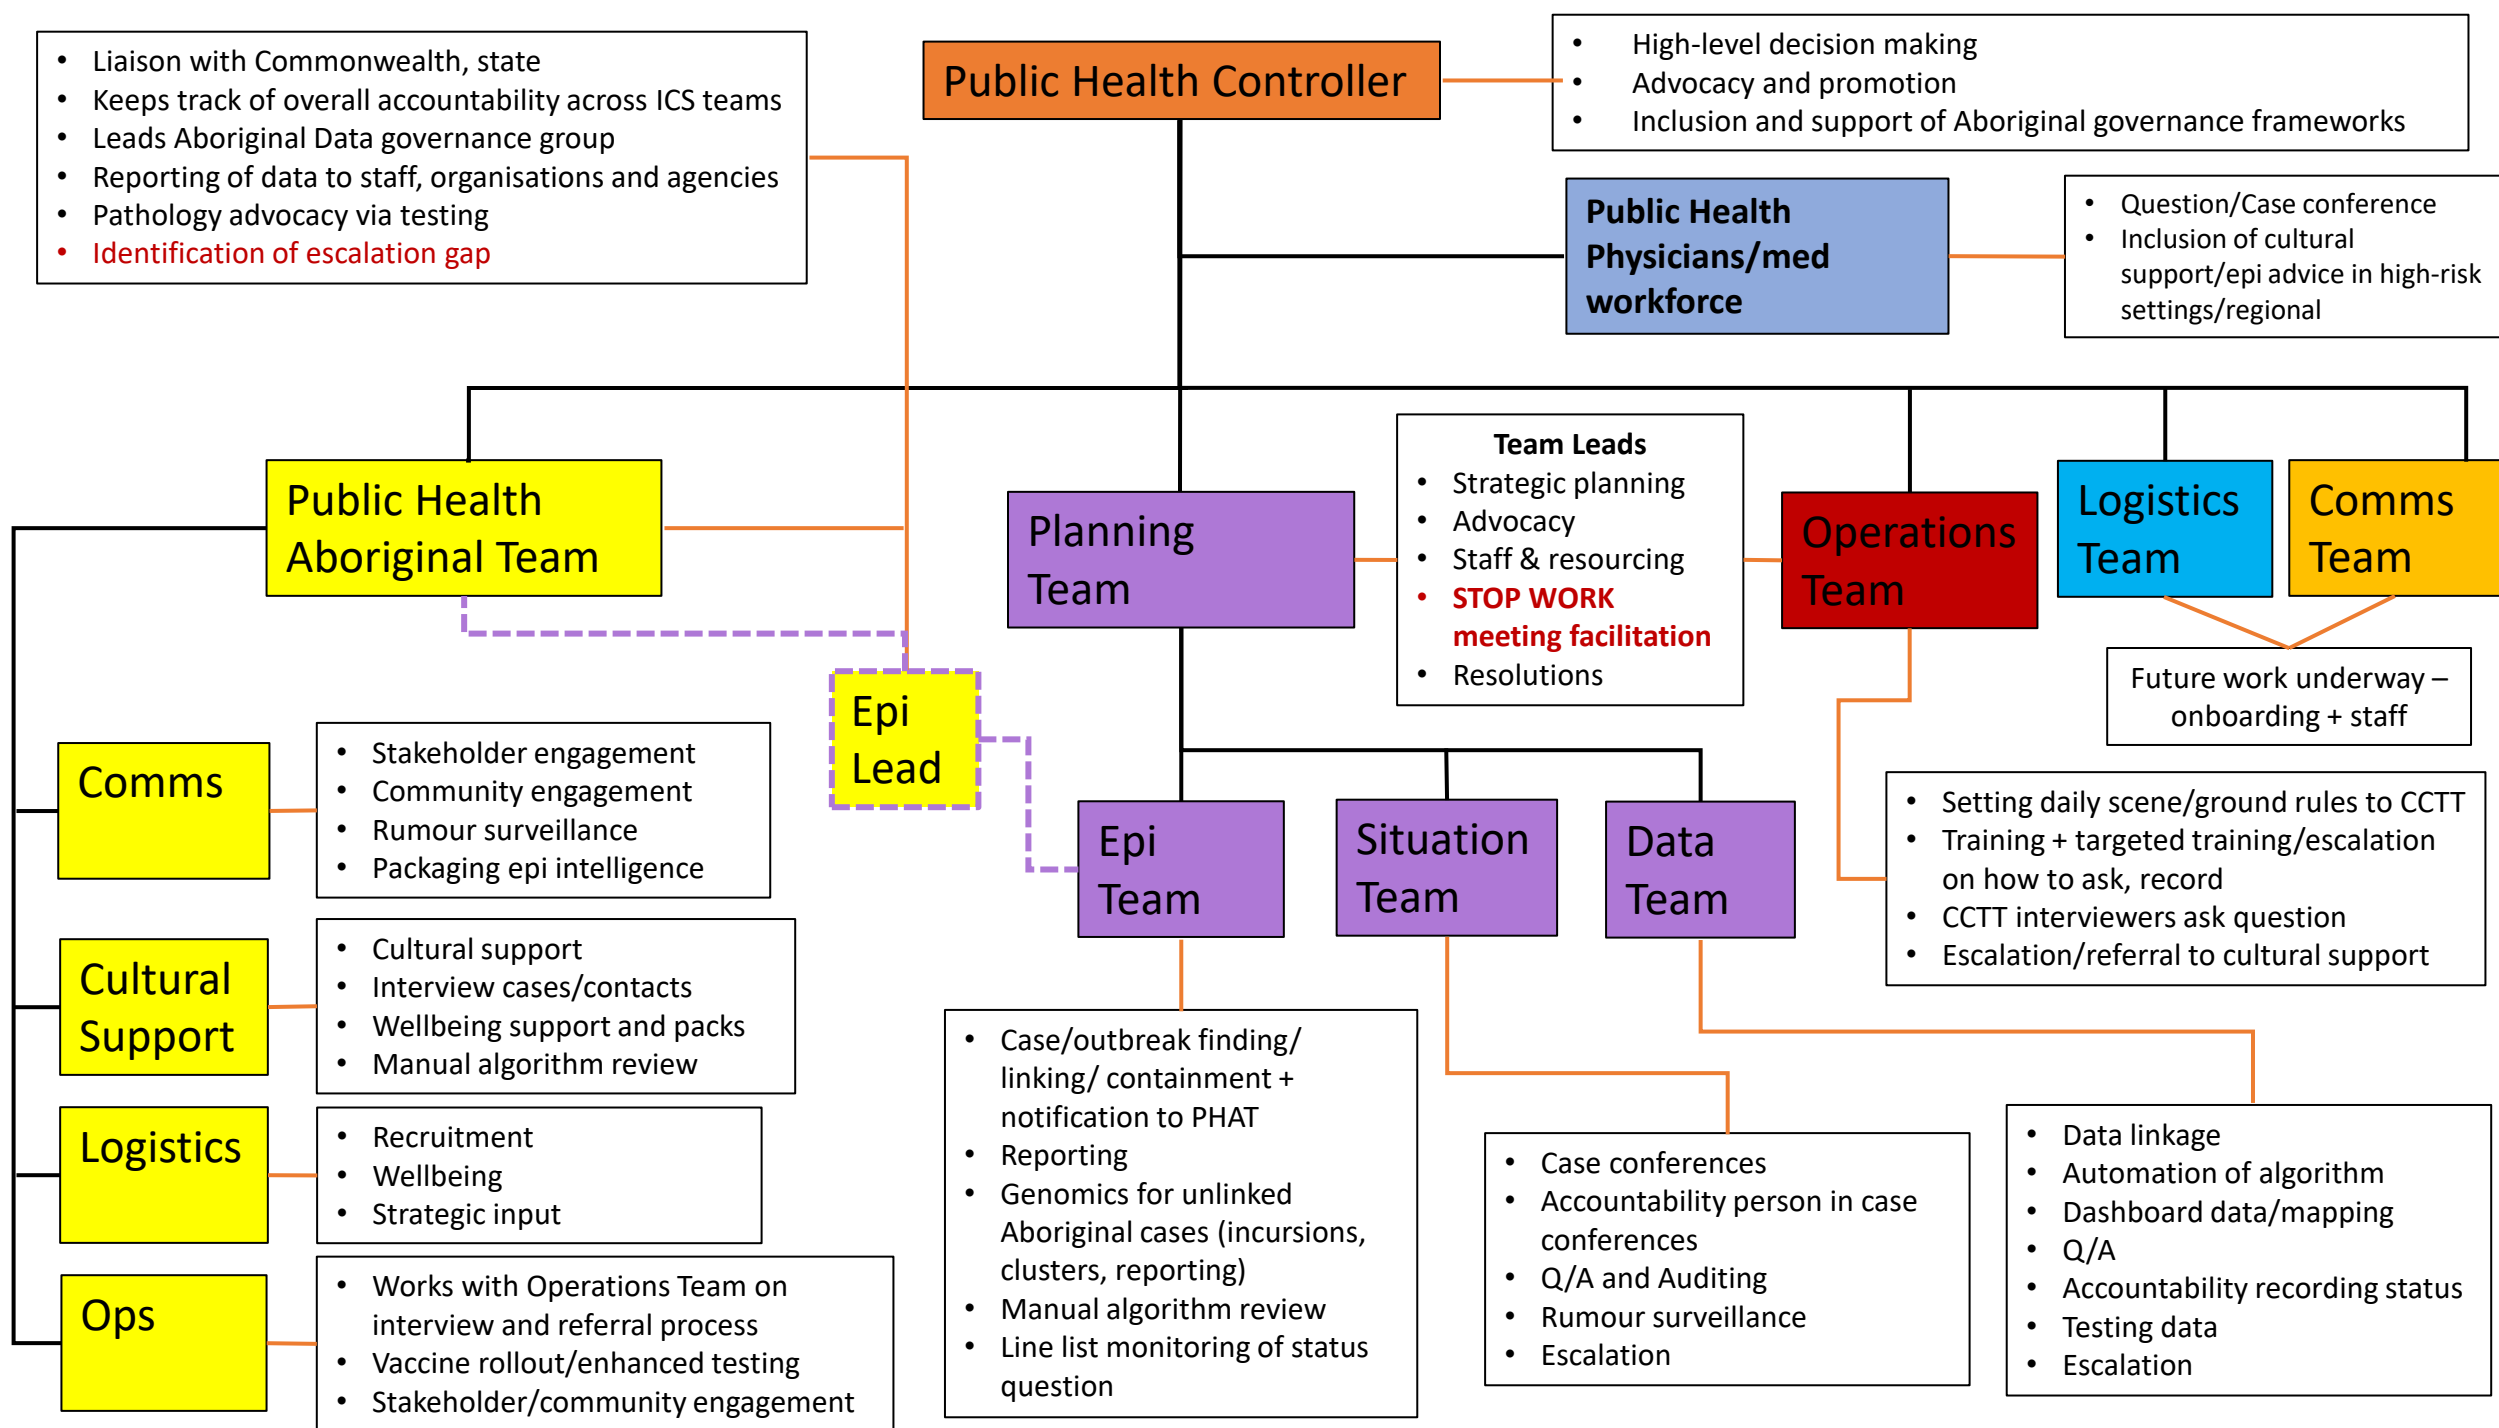 • Liaison with Commonwealth, state
• Keeps track of overall accountability across ICS teams
• Leads Aboriginal Data governance group
• Reporting of data to staff, organisations and agencies
• Pathology advocacy via testing
• Identification of escalation gap
Public Health Controller
• High-level decision making
• Advocacy and promotion
• Inclusion and support of Aboriginal governance frameworks
Public Health
Physicians/med
workforce
• Question/Case conference
• Inclusion of cultural
support/epi advice in high-risk
settings/regional
Public Health
Aboriginal Team
Planning
Team
Team Leads
• Strategic planning
• Advocacy
• Staff & resourcing
• STOP WORK
meeting facilitation
• Resolutions
Operations
Team
Logistics
Team
Comms
Team
Future work underway –
onboarding + staff
Epi
Lead
Comms
• Stakeholder engagement
• Community engagement
• Rumour surveillance
• Packaging epi intelligence
Cultural
Support
• Cultural support
• Interview cases/contacts
• Wellbeing support and packs
• Manual algorithm review
Logistics
• Recruitment
• Wellbeing
• Strategic input
Ops
• Works with Operations Team on
interview and referral process
• Vaccine rollout/enhanced testing
• Stakeholder/community engagement
Epi
Team
Situation
Team
Data
Team
• Setting daily scene/ground rules to CCTT
• Training + targeted training/escalation
on how to ask, record
• CCTT interviewers ask question
• Escalation/referral to cultural support
• Case/outbreak finding/
linking/ containment +
notification to PHAT
• Reporting
• Genomics for unlinked
Aboriginal cases (incursions,
clusters, reporting)
• Manual algorithm review
• Line list monitoring of status
question
• Case conferences
• Accountability person in case
conferences
• Q/A and Auditing
• Rumour surveillance
• Escalation
• Data linkage
• Automation of algorithm
• Dashboard data/mapping
• Q/A
• Accountability recording status
• Testing data
• Escalation